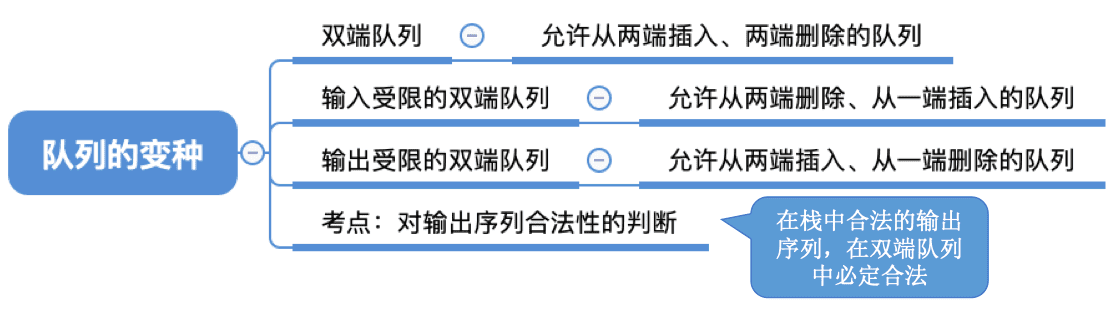 双端队列
允许从两端插入、两端删除的队列
输入受限的双端队列
允许从两端删除、从一端插入的队列
队列的变种
输出受限的双端队列
允许从两端插入、从一端删除的队列
考点：对输出序列合法性的判断
在栈中合法的输出
序列，在双端队列
中必定合法